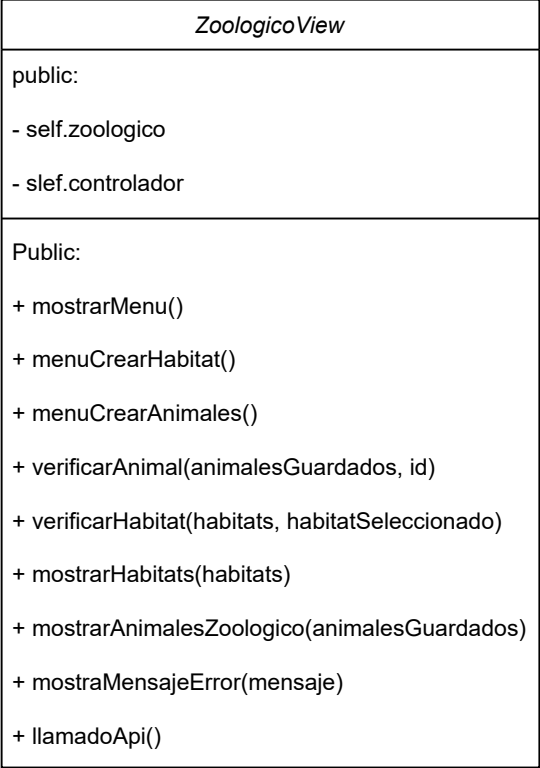 ZoologicoView
public:
- self.zoologico
- slef.controlador
Public:
+ mostrarMenu()
+ menuCrearHabitat()
+ menuCrearAnimales()
+ verificarAnimal(animalesGuardados, id)
+ verificarHabitat(habitats, habitatSeleccionado)
+ mostrarHabitats(habitats)
+ mostrarAnimalesZoologico(animalesGuardados)
+ mostraMensajeError(mensaje)
+ llamadoApi()